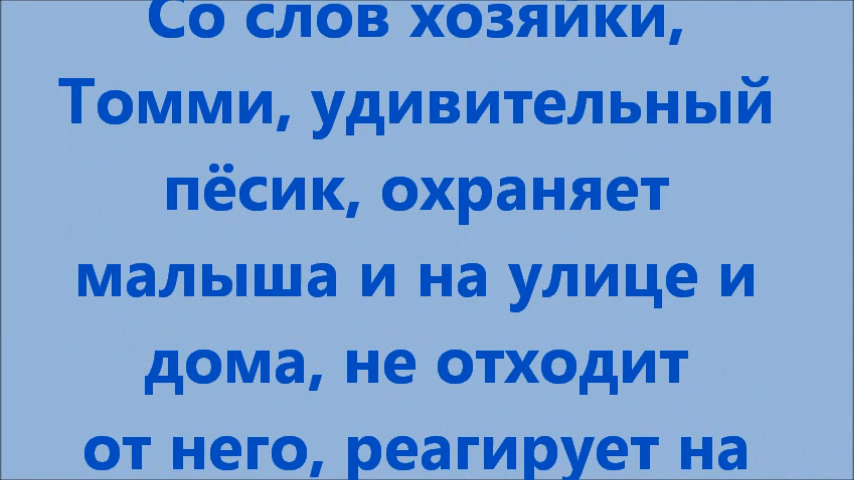 Со слов хозяйки,
Томми, удивительный
пёсик, охраняет
малыша и на улице и
дома, не отходит
от него, реагирует на